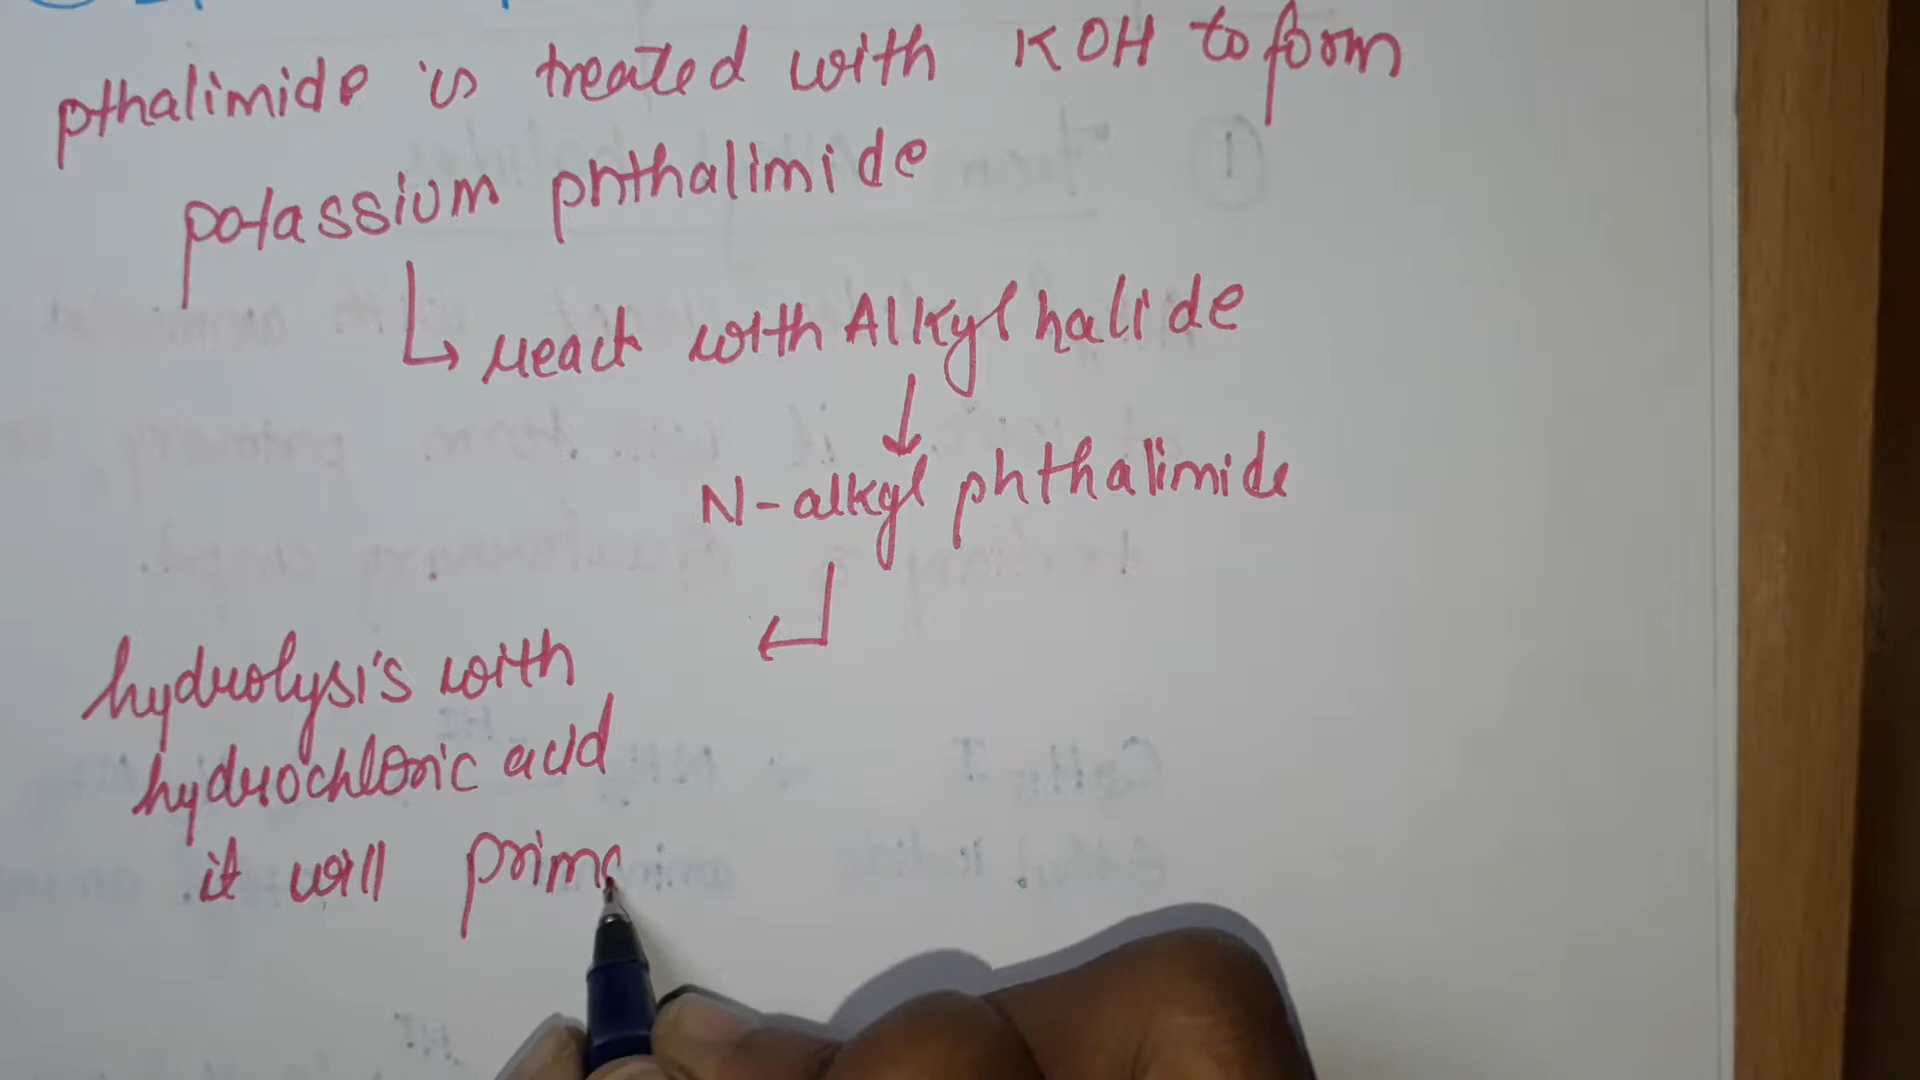 pthalimide is treated with KOH to form
potassium phthalimide
react with Alkyl halide
N-alkyl phthalimide
hydrolysis with
hydrochloric acid
it will prima